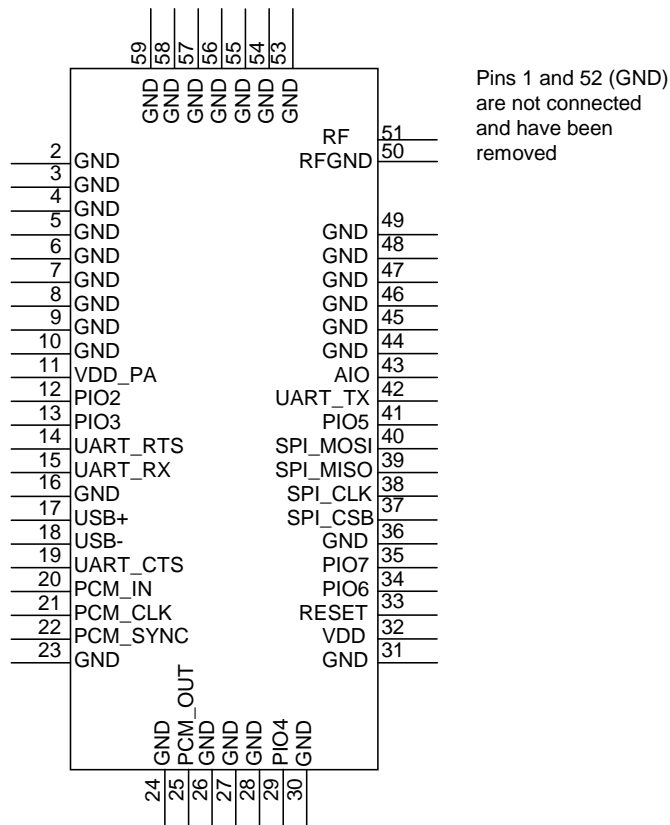 59
58
57
56
55
54
53
GND
GND
GND
GND
GND
GND
GND
Pins 1 and 52 (GND)
are not connected
and have been
removed
RF 51
RFGND 50
2 GND
3 GND
4 GND
5 GND
6 GND
7 GND
8 GND
9 GND
10 GND
11 VDD_PA
12 PIO2
13 PIO3
14 UART_RTS
15 UART_RX
16 GND
17 USB+
18 USB-
19 UART_CTS
20 PCM_IN
21 PCM_CLK
22 PCM_SYNC
23 GND
GND 49
GND 48
GND 47
GND 46
GND 45
GND 44
AIO 43
UART_TX 42
PIO5 41
SPI_MOSI 40
SPI_MISO 39
SPI_CLK 38
SPI_CSB 37
GND 36
PIO7 35
PIO6 34
RESET 33
VDD 32
GND 31
GND
PCM_OUT
GND
GND
GND
PIO4
GND
24
25
26
27
28
29
30